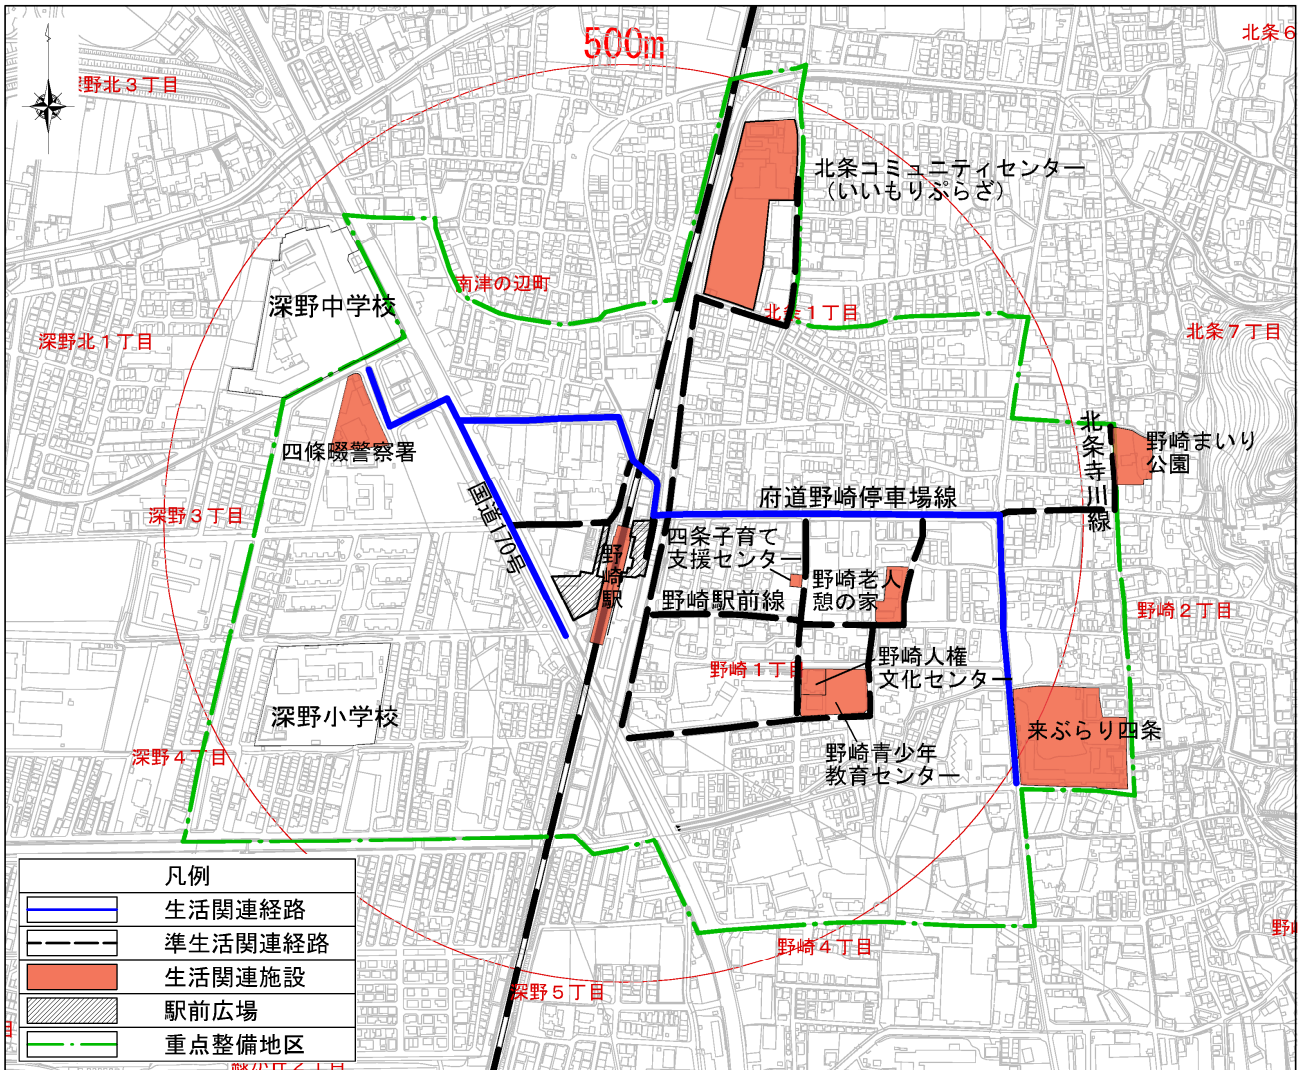 500m
北条6
深野北3丁目
北条コミュニティセンター
(いいもりぷらざ)
南津の辺町
深野中学校
北条1丁目
北条7丁目
深野北1丁目
北条寺川線
野崎まいり
公園
四條畷警察署
国道170号
府道野崎停車場線
深野3丁目
四条子育て
支援センター
野崎駅
野崎老人
憩の家
野崎駅前線
野崎2丁目
野崎人権
文化センター
野崎1丁目
深野小学校
来ぶらり四条
野崎青少年
教育センター
深野4丁目
凡例
生活関連経路
準生活関連経路
生活関連施設
駅前広場
重点整備地区
野崎4丁目
深野5丁目